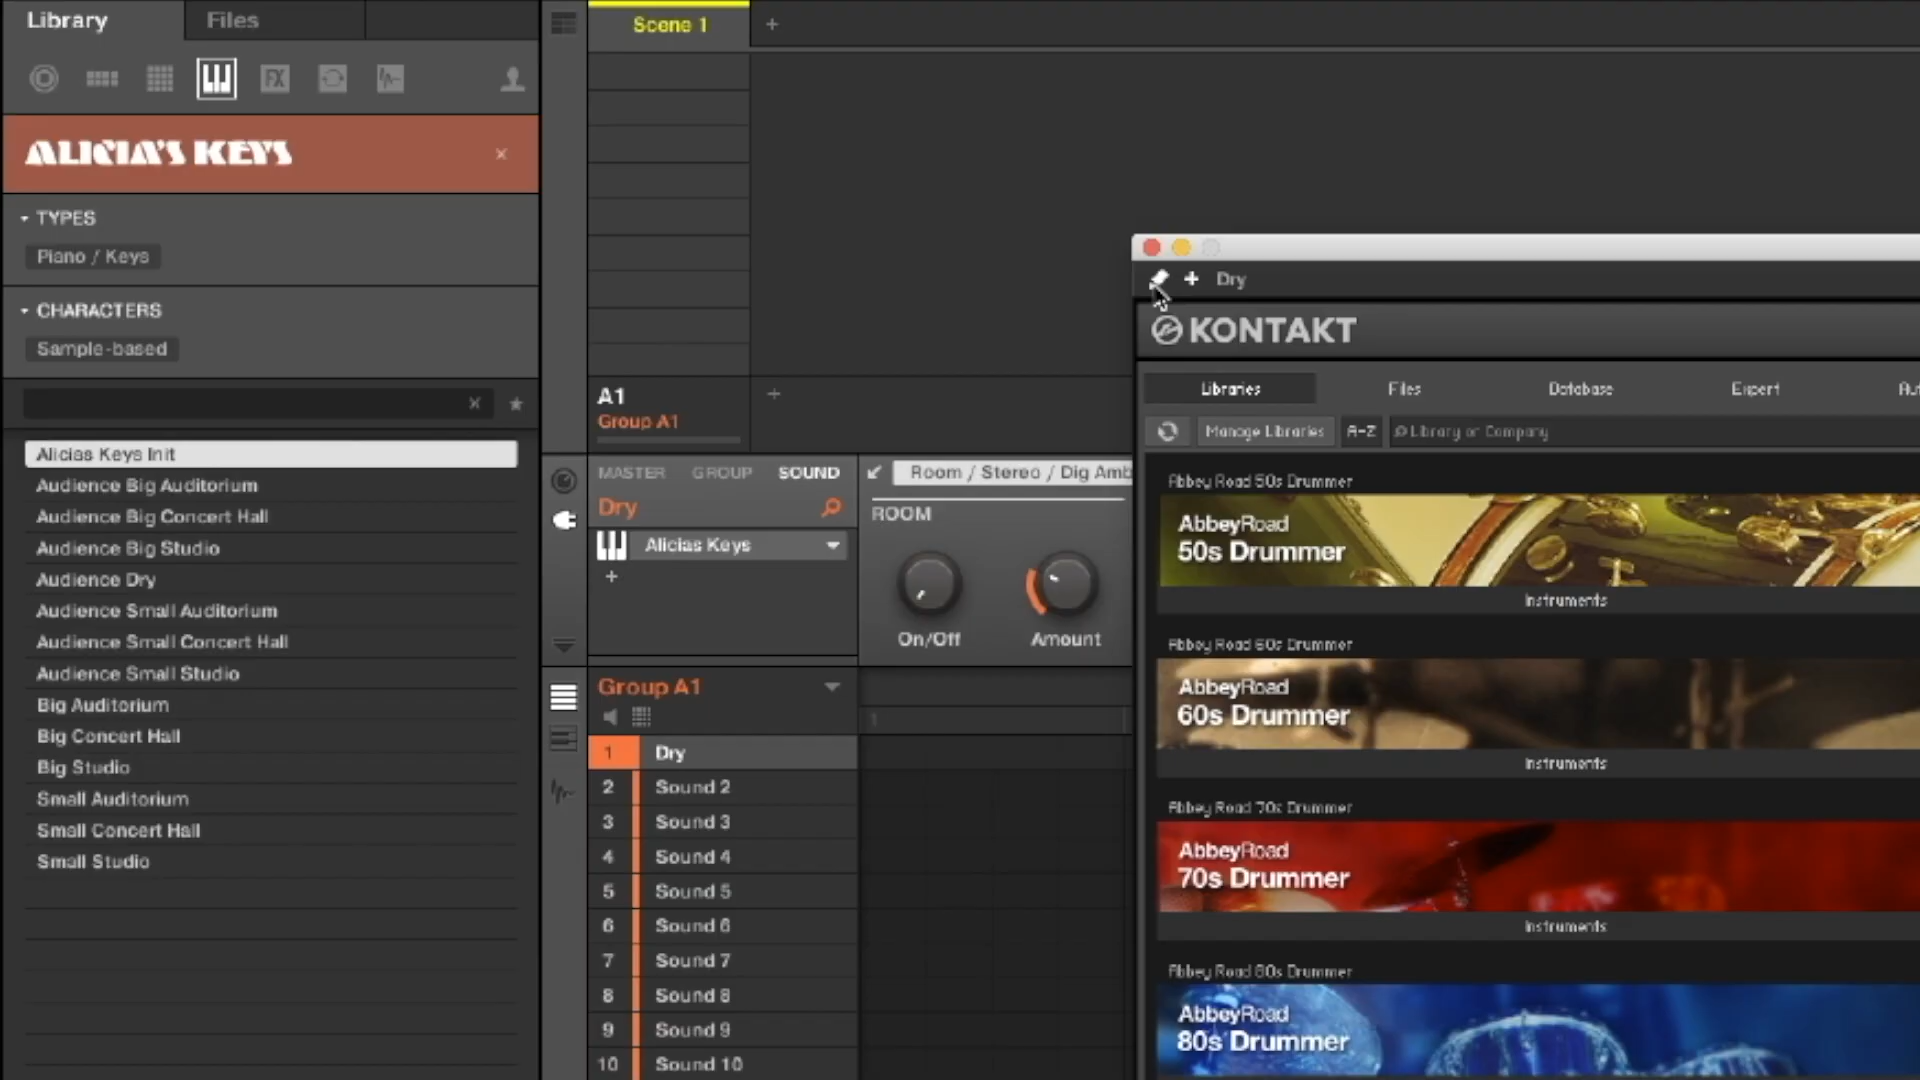 Library
Files
FX
ALICIA'S KEYS
TYPES
Piano / Keys
CHARACTERS
Sample-based
Alicias Keys Init
Audience Big Auditorium
Audience Big Concert Hall
Audience Big Studio
Audience Dry
Audience Small Auditorium
Audience Small Concert Hall
Audience Small Studio
Big Auditorium
Big Concert Hall
Big Studio
Small Auditorium
Small Concert Hall
Small Studio
Scene 1
A1
Group A1
MASTER GROUP SOUND
Dry
Alicias Keys
Room / Stereo / Dig Amb
ROOM
On/Off
Amount
Group A1
1
1 Dry
2 Sound 2
3 Sound 3
4 Sound 4
5 Sound 5
6 Sound 6
7 Sound 7
8 Sound 8
9 Sound 9
10 Sound 10
Dry
KONTAKT
Libraries
Files
Database
Expert
Au
Manage Libraries
A-Z
Library or Company
Abbey Road 50s Drummer
AbbeyRoad
50s Drummer
Instruments
Abbey Road 60s Drummer
AbbeyRoad
60s Drummer
Instruments
Abbey Road 70s Drummer
AbbeyRoad
70s Drummer
Instruments
Abbey Road 80s Drummer
AbbeyRoad
80s Drummer